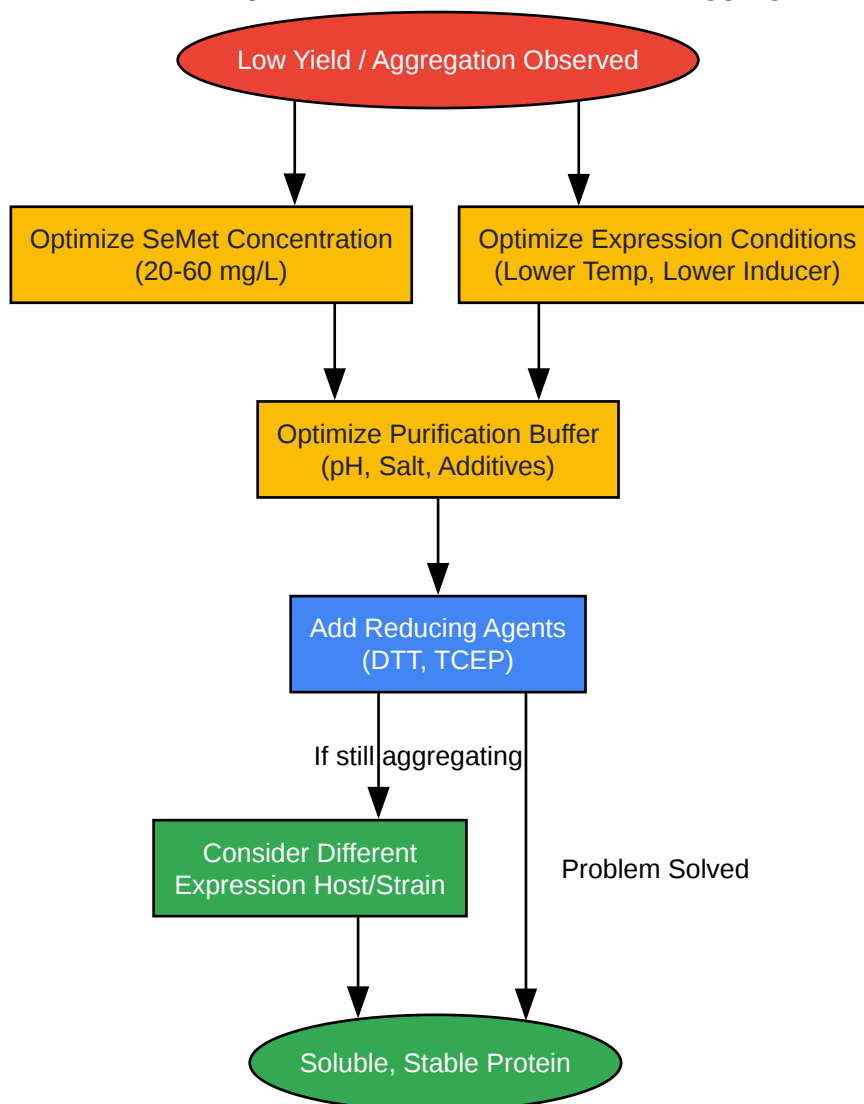 Low Yield / Aggregation Observed
Optimize SeMet Concentration
(20-60 mg/L)
Optimize Expression Conditions
(Lower Temp, Lower Inducer)
Optimize Purification Buffer
(pH, Salt, Additives)
Add Reducing Agents
(DTT, TCEP)
If still aggregating
Consider Different
Expression Host/Strain
Problem Solved
Soluble, Stable Protein